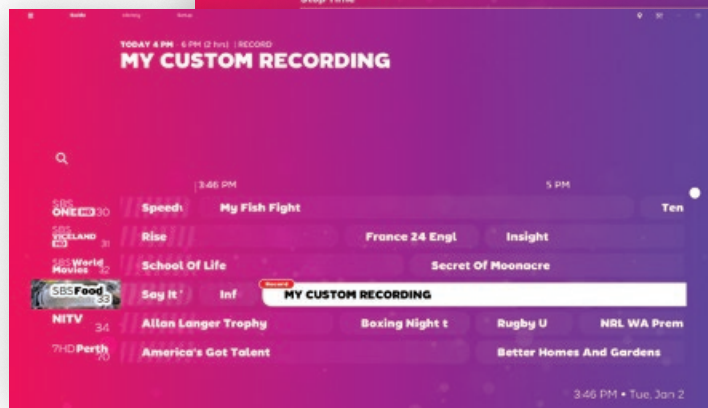 Stop Time
Guide
TODAY 4 PM - 6 PM (2 hrs) | RECORD
MY CUSTOM RECORDING
3:46 PM 5 PM
SBS ONE HD 30 Speed My Fish Fight Ten
SBS VICELAND HD 31 Rise France 24 Engl Insight
SBS World Movies 32 School Of Life Secret Of Moonacre
Record
SBS Food 33 Say It Inf MY CUSTOM RECORDING
NITV 34 Allan Langer Trophy Boxing Night t Rugby U NRL WA Prem
7HD Perth 70 America's Got Talent Better Homes And Gardens
3:46 PM • Tue, Jan 2